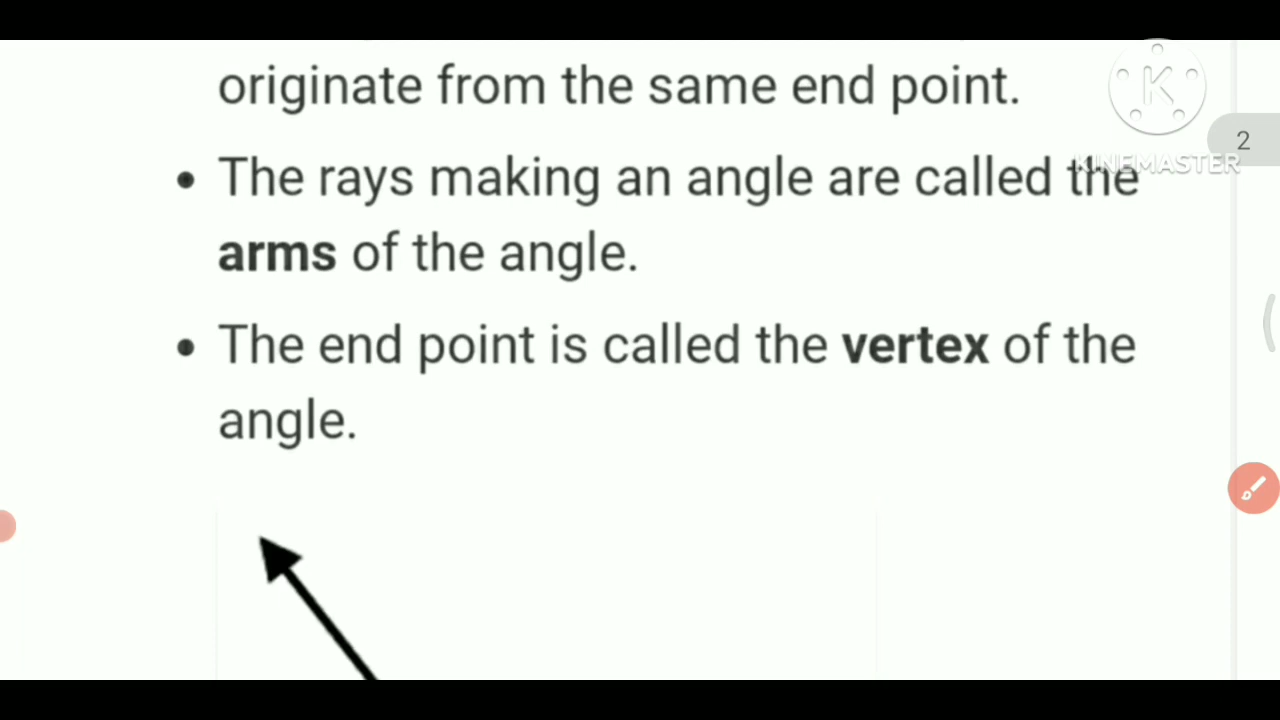 originate from the same end point.
K
2
KINEMASTER
• The rays making an angle are called the
arms of the angle.
• The end point is called the vertex of the
angle.